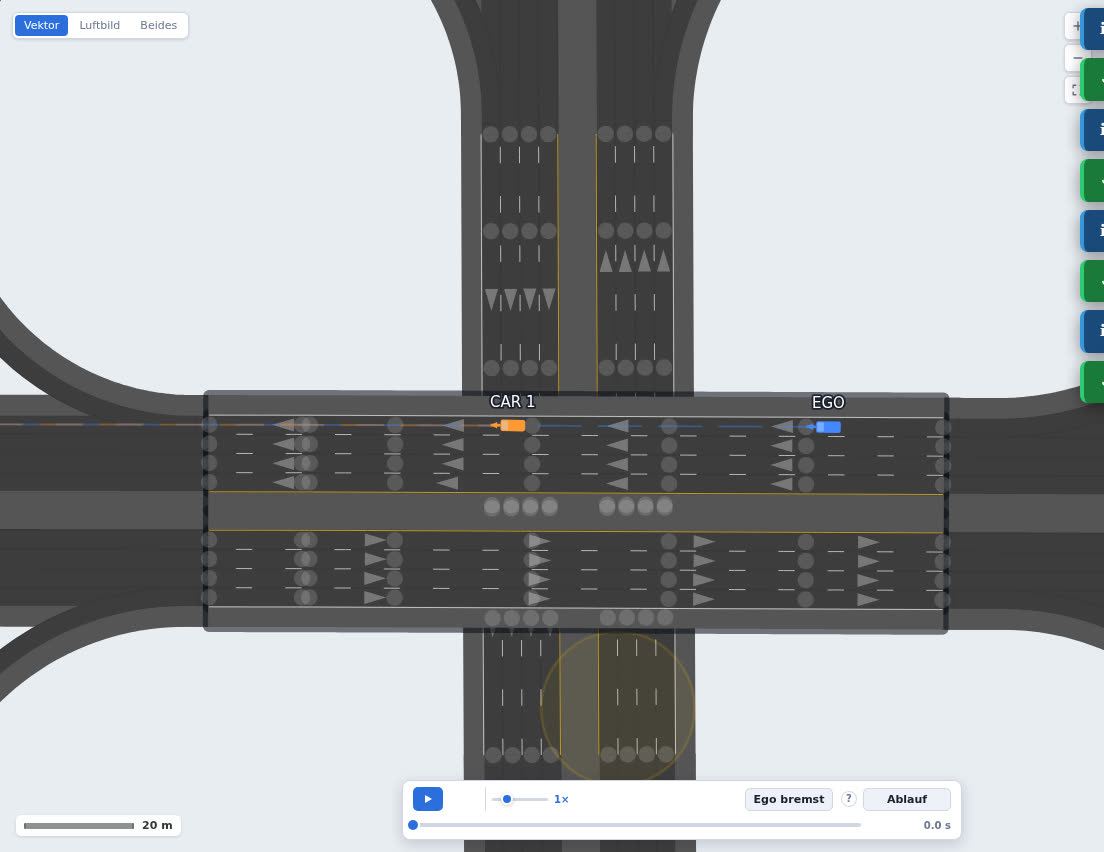 Vektor Luftbild Beides
CAR 1
EGO
1×
Ego bremst
?
Ablauf
0.0 s
20 m